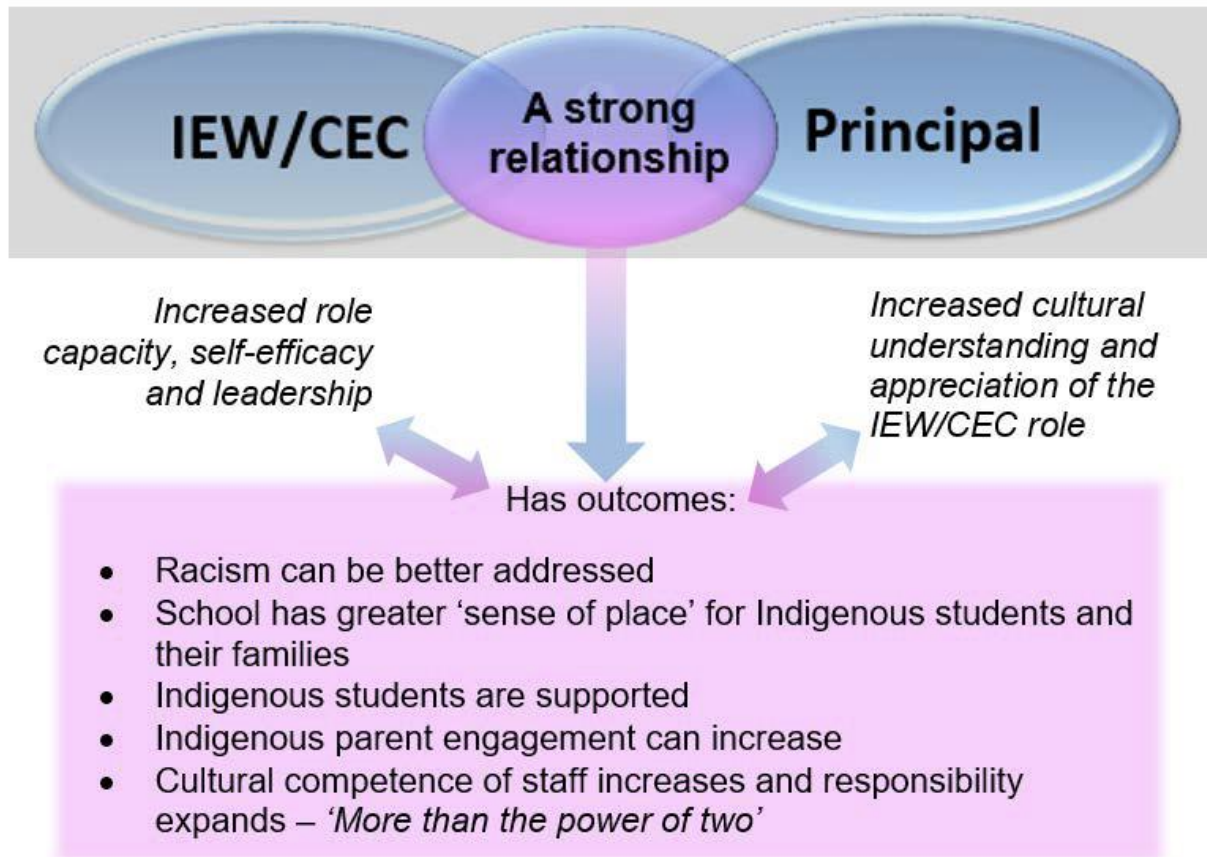 IEW/CEC
A strong
relationship
Principal
Increased role
capacity, self-efficacy
and leadership
Increased cultural
understanding and
appreciation of the
IEW/CEC role
Has outcomes:
• Racism can be better addressed
• School has greater ‘sense of place’ for Indigenous students and
their families
• Indigenous students are supported
• Indigenous parent engagement can increase
• Cultural competence of staff increases and responsibility
expands – ‘More than the power of two’